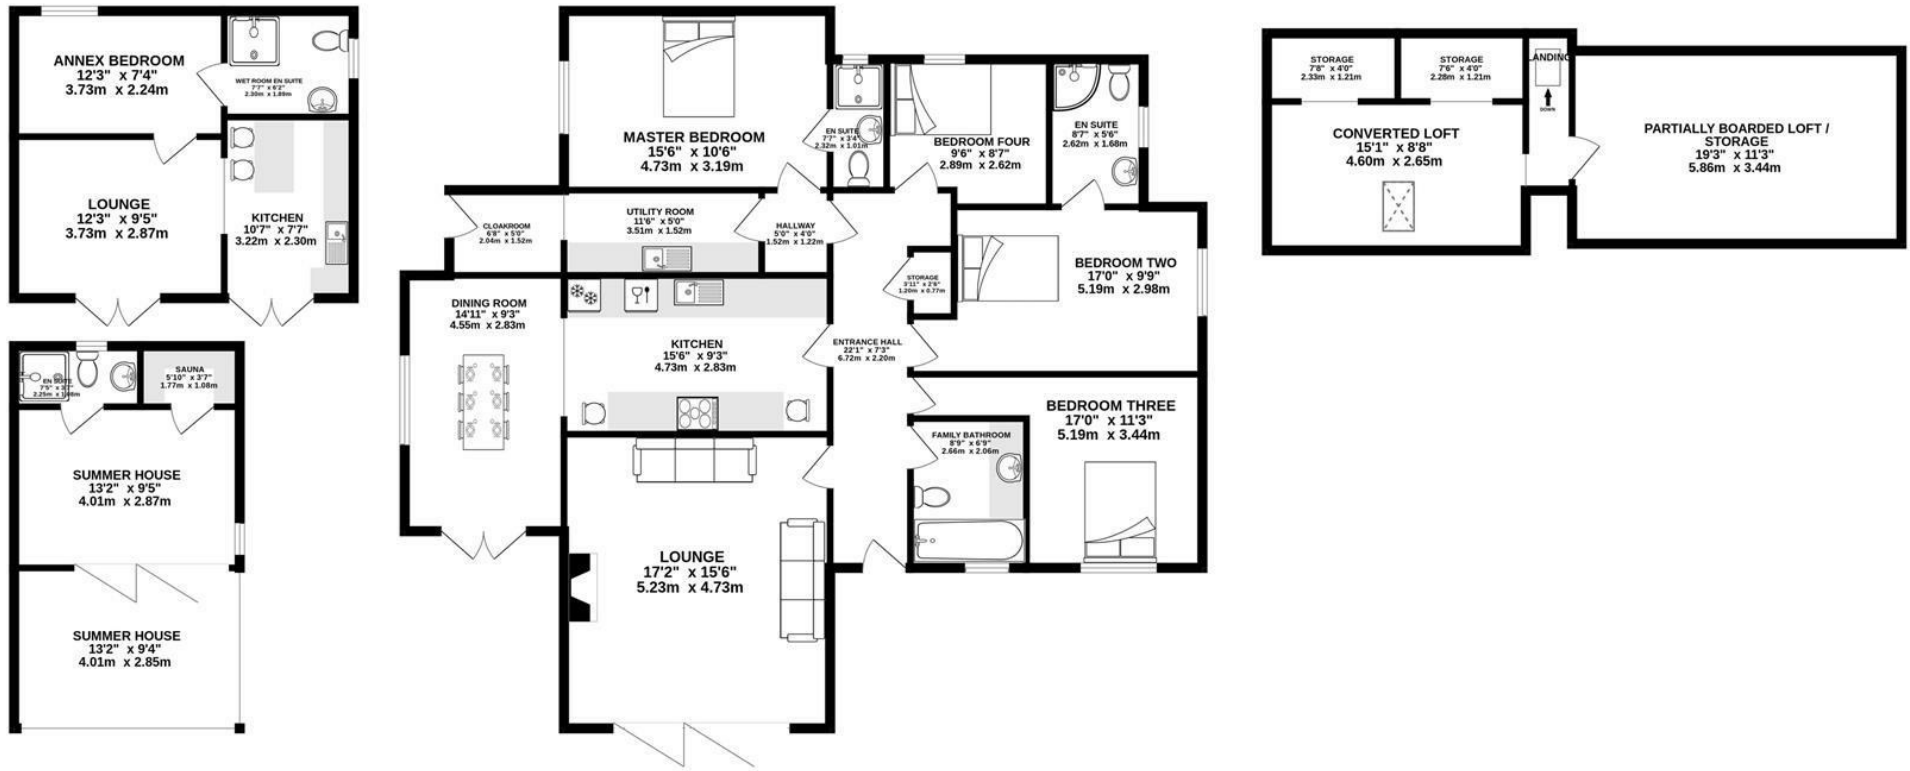 ANNEX BEDROOM
12'3" x 7'4"
3.73m x 2.24m
WET ROOM EN SUITE
7'7" x 6'2"
2.30m x 1.89m
LOUNGE
12'3" x 9'5"
3.73m x 2.87m
KITCHEN
10'7" x 7'7"
3.22m x 2.30m
EN SUITE
7'5" x 3'7"
2.25m x 1.08m
SAUNA
5'10" x 3'7"
1.77m x 1.08m
SUMMER HOUSE
13'2" x 9'5"
4.01m x 2.87m
SUMMER HOUSE
13'2" x 9'4"
4.01m x 2.85m
MASTER BEDROOM
15'6" x 10'6"
4.73m x 3.19m
EN SUITE
7'7" x 3'4"
2.32m x 1.01m
BEDROOM FOUR
9'6" x 8'7"
2.89m x 2.62m
EN SUITE
8'7" x 5'6"
2.62m x 1.68m
CLOAKROOM
6'8" x 5'0"
2.04m x 1.52m
UTILITY ROOM
11'6" x 5'0"
3.51m x 1.52m
HALLWAY
5'0" x 4'0"
1.52m x 1.22m
STORAGE
3'11" x 2'6"
1.20m x 0.77m
BEDROOM TWO
17'0" x 9'9"
5.19m x 2.98m
DINING ROOM
14'11" x 9'3"
4.55m x 2.83m
KITCHEN
15'6" x 9'3"
4.73m x 2.83m
ENTRANCE HALL
22'1" x 7'3"
6.72m x 2.20m
BEDROOM THREE
17'0" x 11'3"
5.19m x 3.44m
FAMILY BATHROOM
8'9" x 6'9"
2.66m x 2.06m
LOUNGE
17'2" x 15'6"
5.23m x 4.73m
STORAGE
7'8" x 4'0"
2.33m x 1.21m
STORAGE
7'6" x 4'0"
2.28m x 1.21m
LANDING
DOWN
CONVERTED LOFT
15'1" x 8'8"
4.60m x 2.65m
PARTIALLY BOARDED LOFT /
STORAGE
19'3" x 11'3"
5.86m x 3.44m